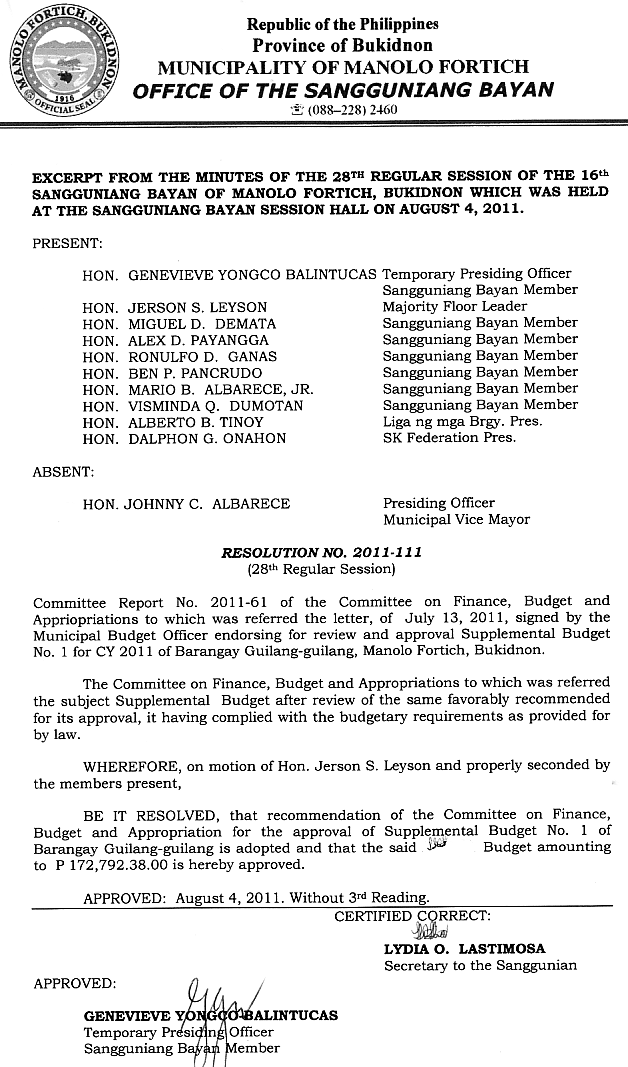 MANOLO FORTICH, BUKIDNON
1916
OFFICIAL SEAL
Republic of the Philippines
Province of Bukidnon
MUNICIPALITY OF MANOLO FORTICH
OFFICE OF THE SANGGUNIANG BAYAN
☏ (088–228) 2460
EXCERPT FROM THE MINUTES OF THE 28TH REGULAR SESSION OF THE 16th
SANGGUNIANG BAYAN OF MANOLO FORTICH, BUKIDNON WHICH WAS HELD
AT THE SANGGUNIANG BAYAN SESSION HALL ON AUGUST 4, 2011.
PRESENT:
HON. GENEVIEVE YONGCO BALINTUCAS Temporary Presiding Officer
Sangguniang Bayan Member
HON. JERSON S. LEYSON Majority Floor Leader
HON. MIGUEL D. DEMATA Sangguniang Bayan Member
HON. ALEX D. PAYANGGA Sangguniang Bayan Member
HON. RONULFO D. GANAS Sangguniang Bayan Member
HON. BEN P. PANCRUDO Sangguniang Bayan Member
HON. MARIO B. ALBARECE, JR. Sangguniang Bayan Member
HON. VISMINDA Q. DUMOTAN Sangguniang Bayan Member
HON. ALBERTO B. TINOY Liga ng mga Brgy. Pres.
HON. DALPHON G. ONAHON SK Federation Pres.
ABSENT:
HON. JOHNNY C. ALBARECE Presiding Officer
Municipal Vice Mayor
RESOLUTION NO. 2011-111
(28th Regular Session)
Committee Report No. 2011-61 of the Committee on Finance, Budget and
Appriopriations to which was referred the letter, of July 13, 2011, signed by the
Municipal Budget Officer endorsing for review and approval Supplemental Budget
No. 1 for CY 2011 of Barangay Guilang-guilang, Manolo Fortich, Bukidnon.
The Committee on Finance, Budget and Appropriations to which was referred
the subject Supplemental Budget after review of the same favorably recommended
for its approval, it having complied with the budgetary requirements as provided for
by law.
WHEREFORE, on motion of Hon. Jerson S. Leyson and properly seconded by
the members present,
BE IT RESOLVED, that recommendation of the Committee on Finance,
Budget and Appropriation for the approval of Supplemental Budget No. 1 of
Barangay Guilang-guilang is adopted and that the said Budget amounting
to P 172,792.38.00 is hereby approved.
APPROVED: August 4, 2011. Without 3rd Reading.
CERTIFIED CORRECT:
LYDIA O. LASTIMOSA
Secretary to the Sanggunian
APPROVED:
GENEVIEVE YONGCO BALINTUCAS
Temporary Presiding Officer
Sangguniang Bayan Member